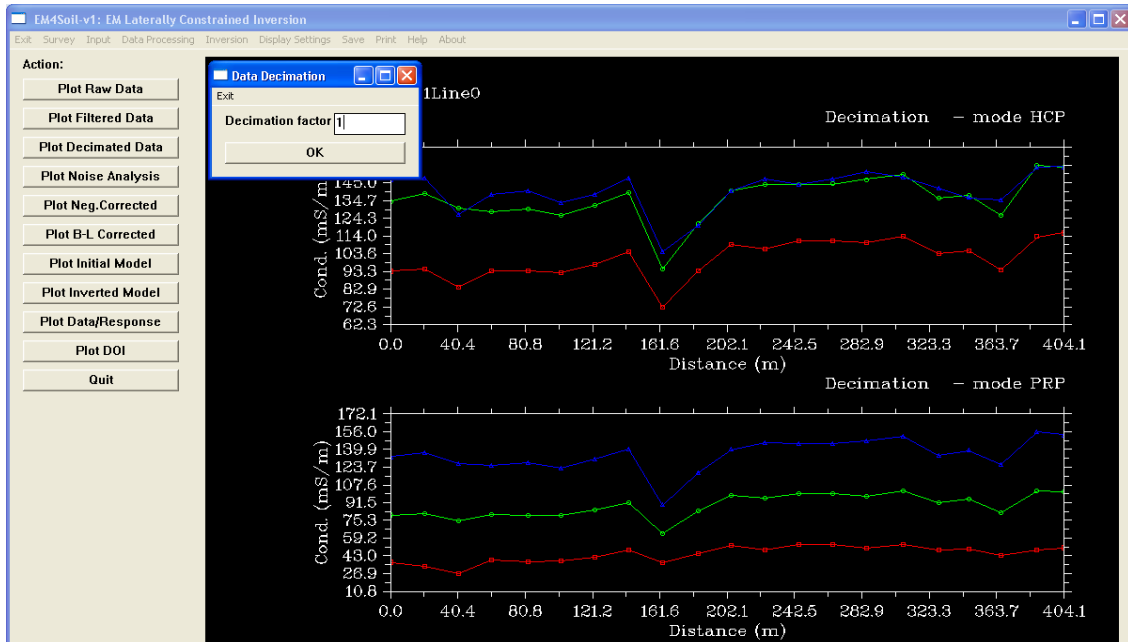 EM4Soil-v1: EM Laterally Constrained Inversion
Exit Survey Input Data Processing Inversion Display Settings Save Print Help About
Action:
Plot Raw Data
Plot Filtered Data
Plot Decimated Data
Plot Noise Analysis
Plot Neg.Corrected
Plot B-L Corrected
Plot Initial Model
Plot Inverted Model
Plot Data/Response
Plot DOI
Quit
Data Decimation
Exit
Decimation factor 1
OK
1Line0
Decimation - mode HCP
Cond. (mS/m)
145.0
134.7
124.3
114.0
103.6
93.3
82.9
72.6
62.3
0.0 40.4 80.8 121.2 161.6 202.1 242.5 282.9 323.3 363.7 404.1
Distance (m)
Decimation - mode PRP
Cond. (mS/m)
172.1
156.0
139.9
123.7
107.6
91.5
75.3
59.2
43.0
26.9
10.8
0.0 40.4 80.8 121.2 161.6 202.1 242.5 282.9 323.3 363.7 404.1
Distance (m)